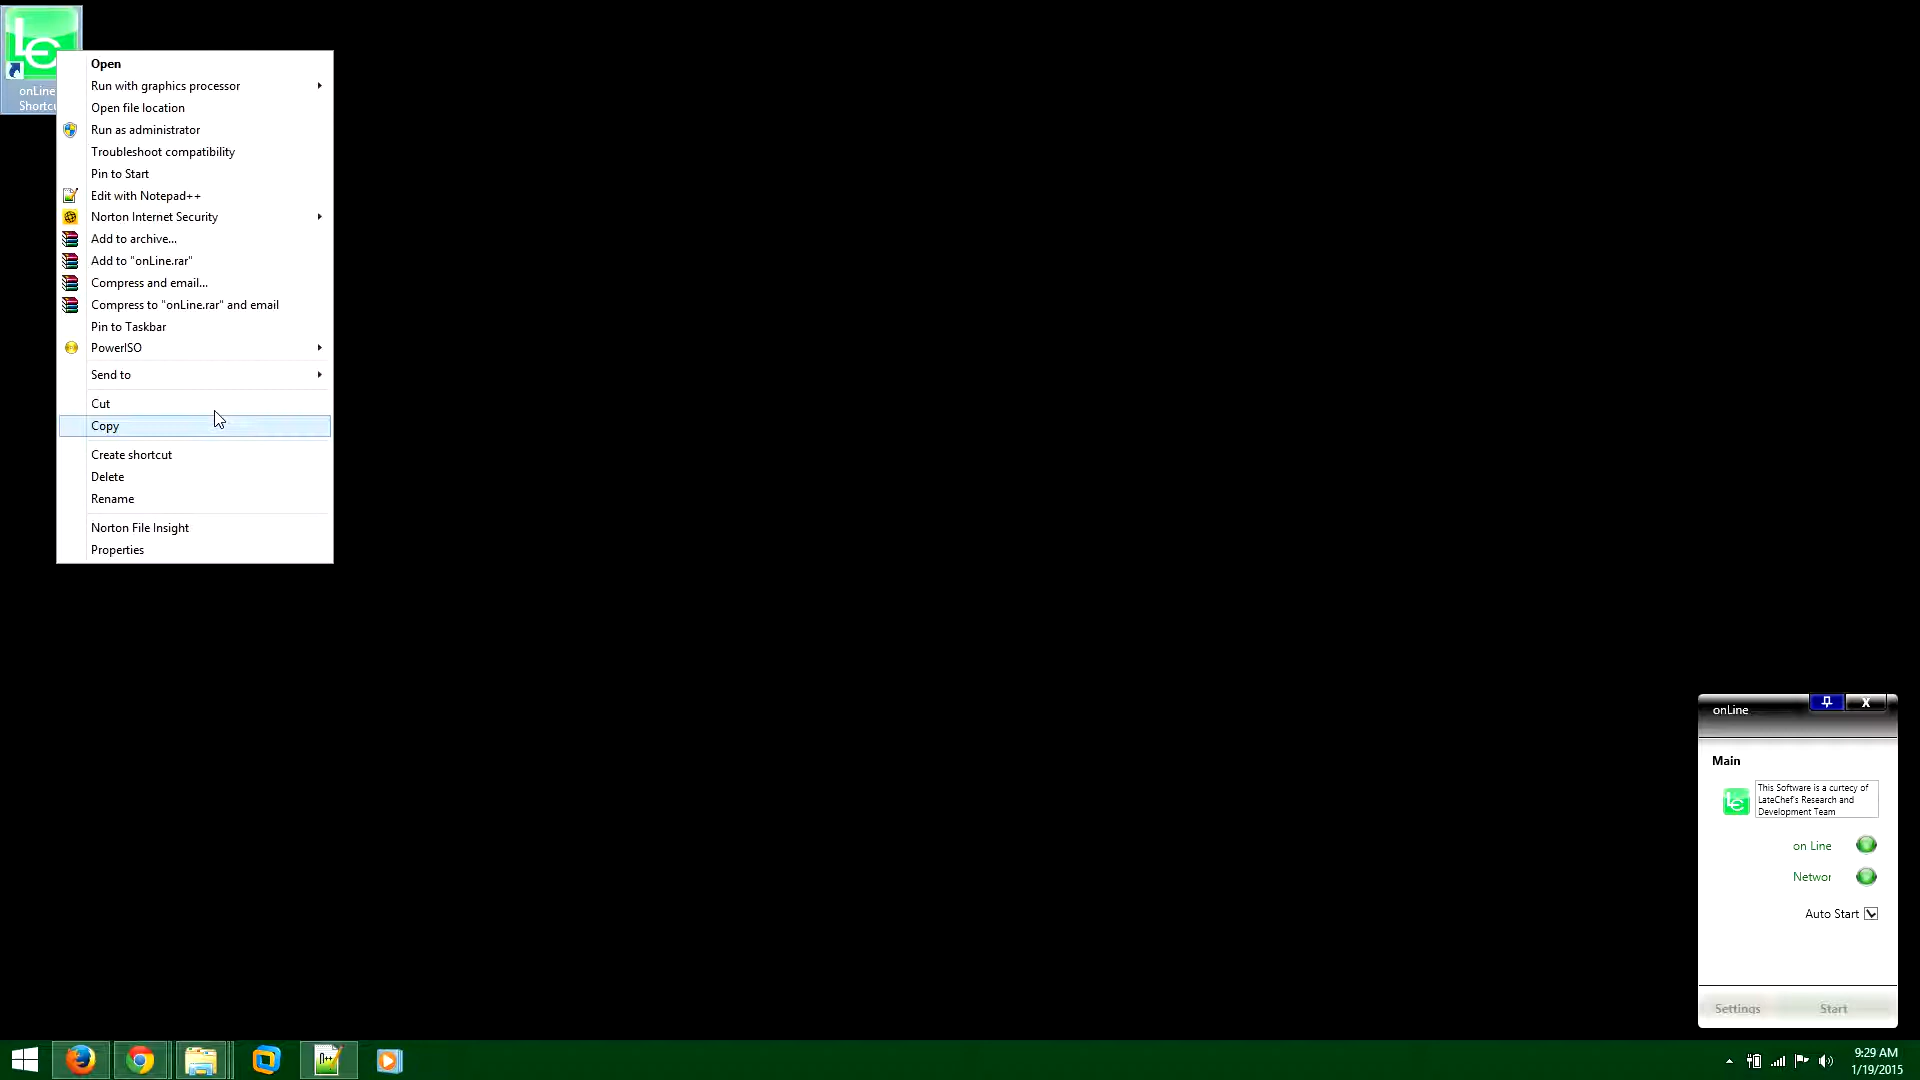 onLine
Shortcu
Open
Run with graphics processor
Open file location
Run as administrator
Troubleshoot compatibility
Pin to Start
Edit with Notepad++
Norton Internet Security
Add to archive...
Add to "onLine.rar"
Compress and email...
Compress to "onLine.rar" and email
Pin to Taskbar
PowerISO
Send to
Cut
Copy
Create shortcut
Delete
Rename
Norton File Insight
Properties
onLine
X
Main
This Software is a curtecy of
LateChef's Research and
Development Team
on Line
Networ
Auto Start
Settings Start
9:29 AM
1/19/2015